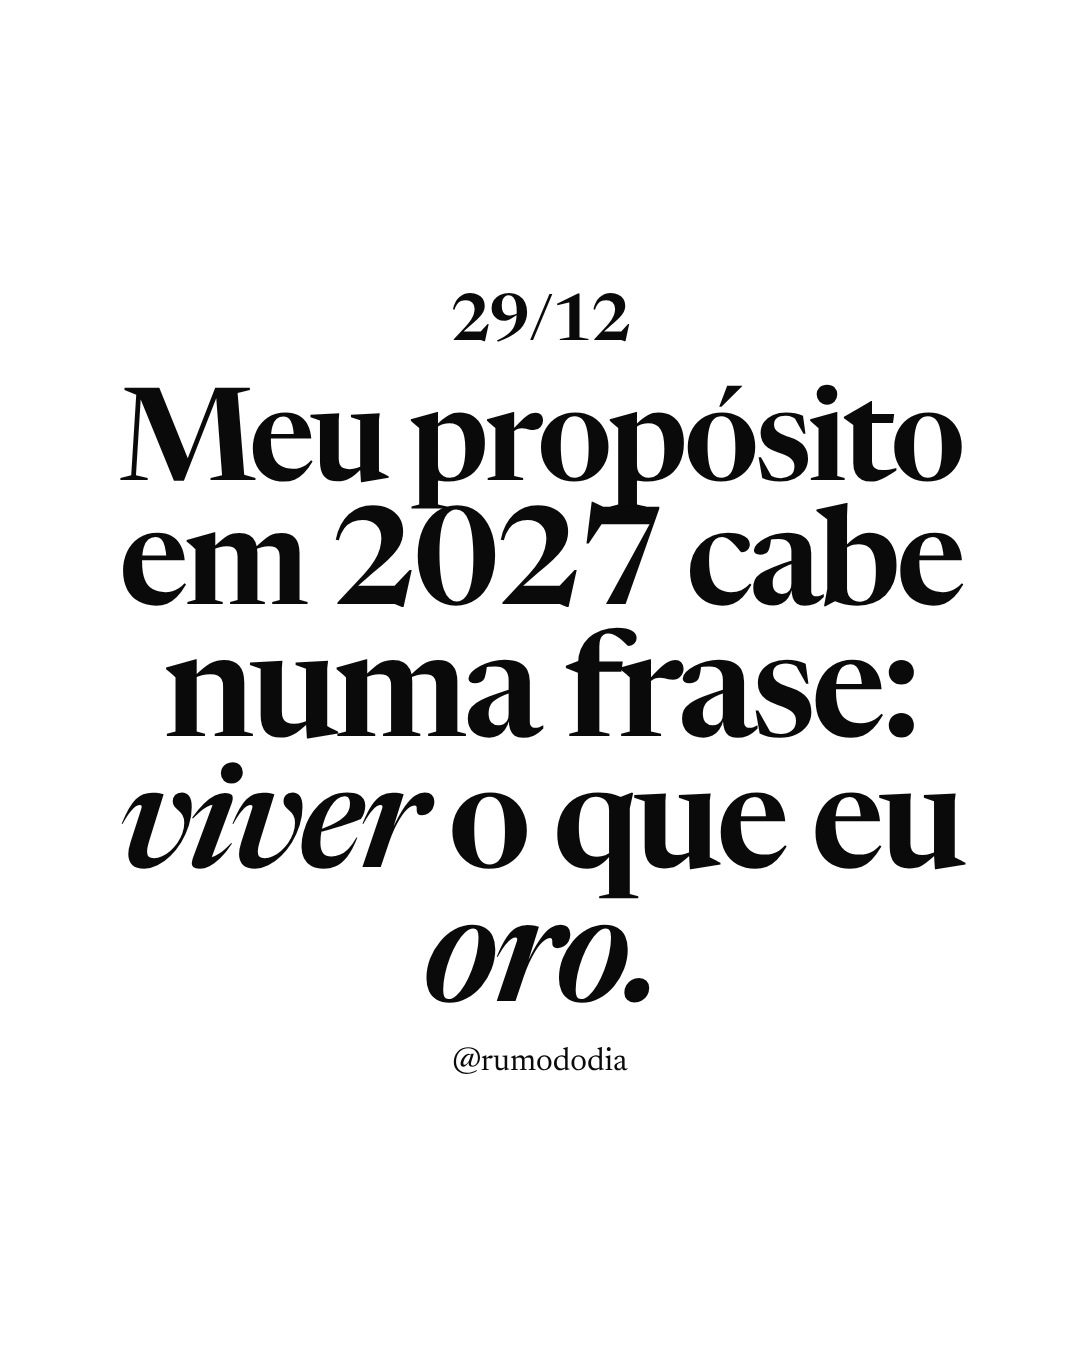 29/12
Meu propósito
em 2027 cabe
numa frase:
viver o que eu
oro.
@rumododia